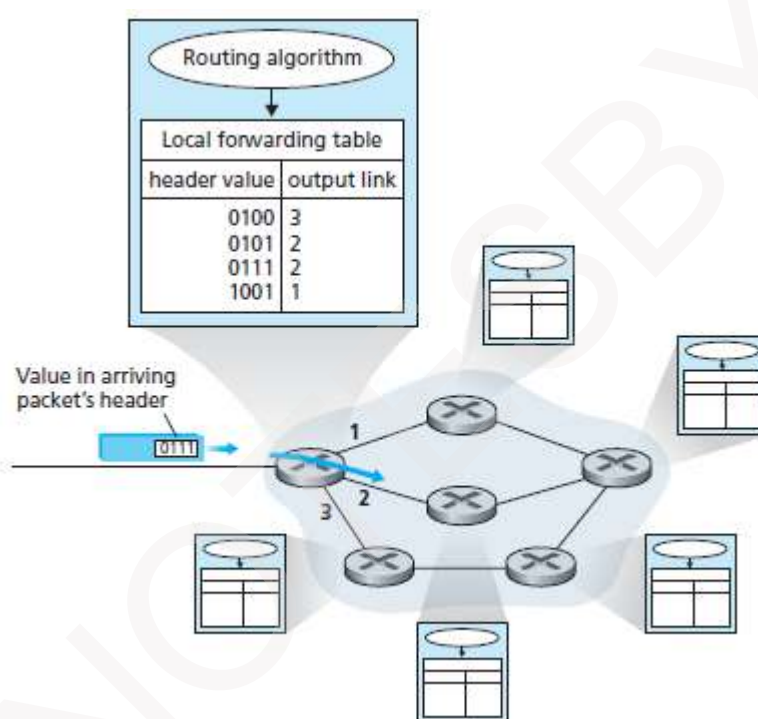 Routing algorithm
Local forwarding table
header value output link
0100 3
0101 2
0111 2
1001 1
Value in arriving
packet's header
0111
1
2
3
NOTESBY